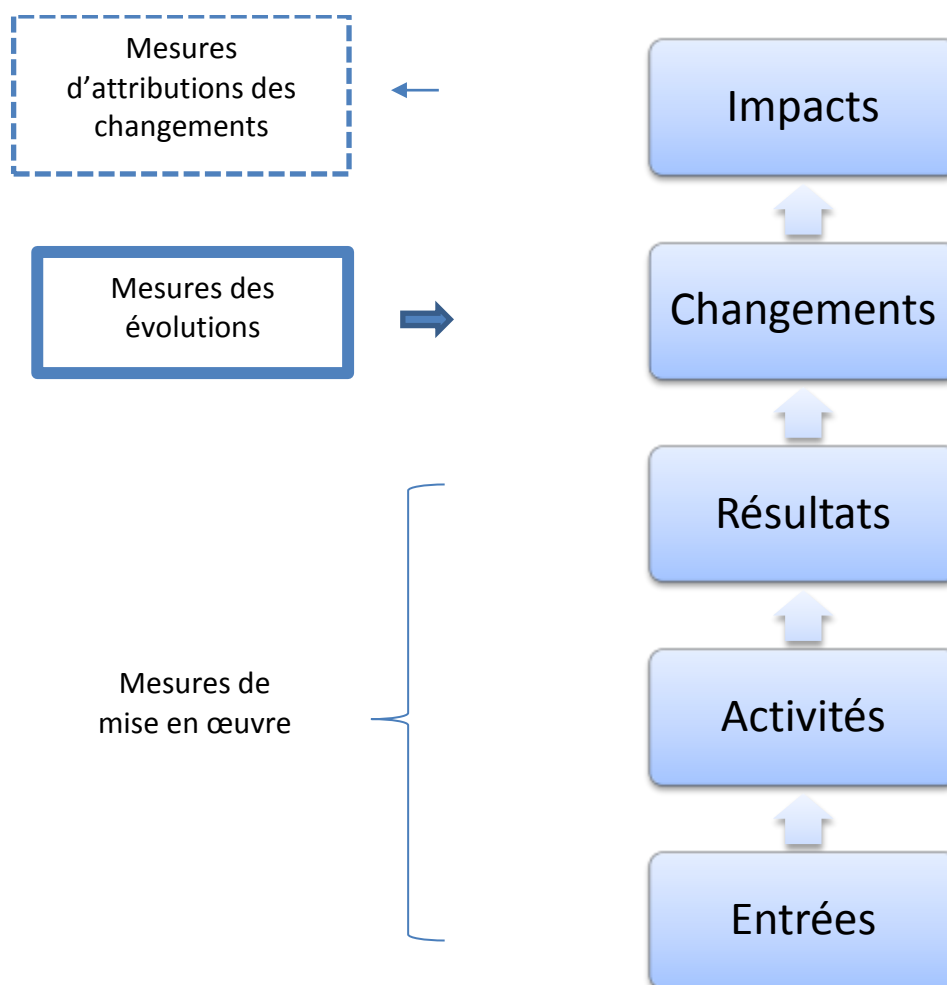 Mesures
d’attributions des
changements
Impacts
Mesures des
évolutions
Changements
Résultats
Mesures de
mise en œuvre
Activités
Entrées